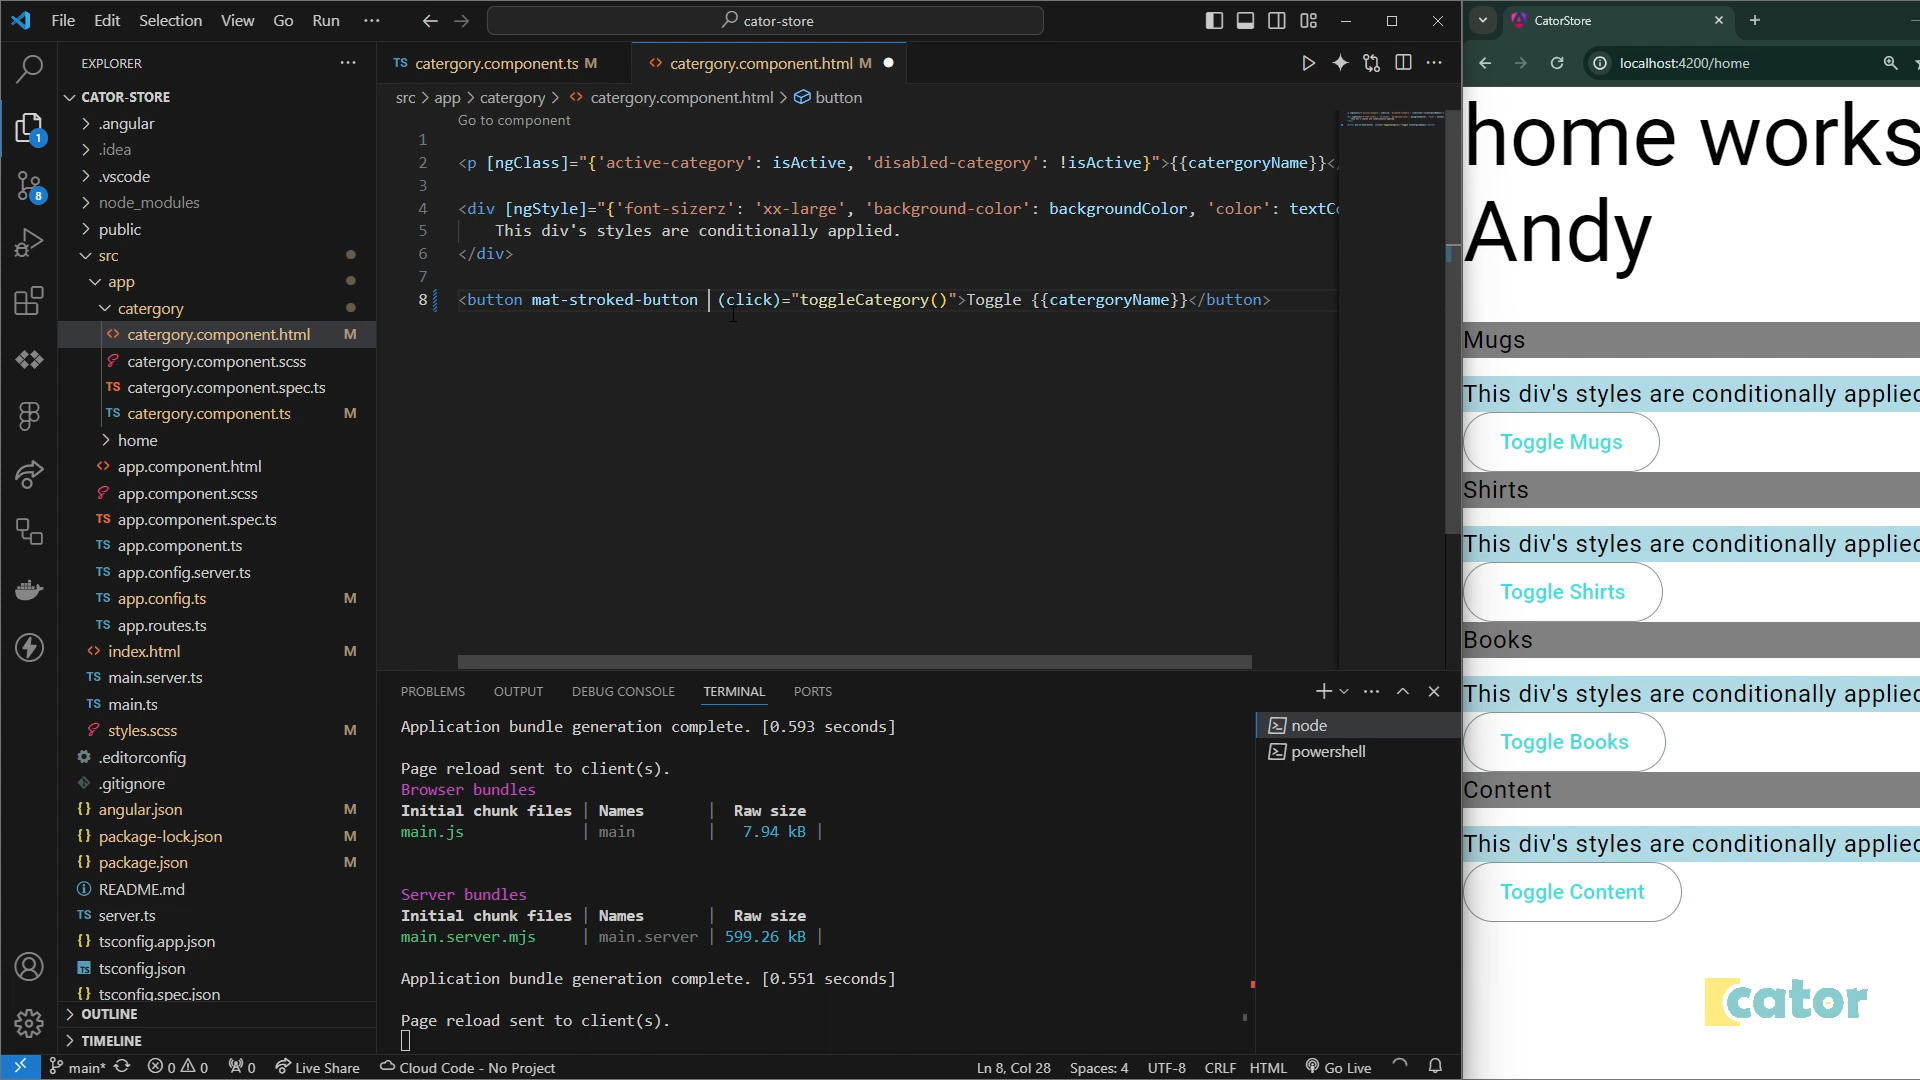 File Edit Selection View Go Run ··· cator-store
EXPLORER ···
CATOR-STORE
.angular
.idea
.vscode
node_modules
public
src
app
catergory
catergory.component.html M
catergory.component.scss
catergory.component.spec.ts
TS catergory.component.ts M
home
app.component.html
app.component.scss
TS app.component.spec.ts
TS app.component.ts
TS app.config.server.ts
TS app.config.ts M
TS app.routes.ts
index.html M
TS main.server.ts
TS main.ts
styles.scss M
.editorconfig
.gitignore
{} angular.json M
{} package-lock.json M
{} package.json M
README.md
TS server.ts
{} tsconfig.app.json
tsconfig.json
{} tsconfig.spec.json
OUTLINE
TIMELINE
1
8
TS catergory.component.ts M
<> catergory.component.html M
src > app > catergory > <> catergory.component.html > button
Go to component
1
2 <p [ngClass]="{'active-category': isActive, 'disabled-category': !isActive}">{{catergoryName}}</
3
4 <div [ngStyle]="{'font-sizerz': 'xx-large', 'background-color': backgroundColor, 'color': textCo
5 This div's styles are conditionally applied.
6 </div>
7
8 <button mat-stroked-button (click)="toggleCategory()">Toggle {{catergoryName}}</button>
PROBLEMS OUTPUT DEBUG CONSOLE TERMINAL PORTS
Application bundle generation complete. [0.593 seconds]
Page reload sent to client(s).
Browser bundles
Initial chunk files | Names | Raw size
main.js | main | 7.94 kB |
Server bundles
Initial chunk files | Names | Raw size
main.server.mjs | main.server | 599.26 kB |
Application bundle generation complete. [0.551 seconds]
Page reload sent to client(s).
node
powershell
main* 0 0 0 Live Share Cloud Code - No Project Ln 8, Col 28 Spaces: 4 UTF-8 CRLF HTML Go Live
CatorStore
localhost:4200/home
home works
Andy
Mugs
This div's styles are conditionally applied
Toggle Mugs
Shirts
This div's styles are conditionally applied
Toggle Shirts
Books
This div's styles are conditionally applied
Toggle Books
Content
This div's styles are conditionally applied
Toggle Content
cator